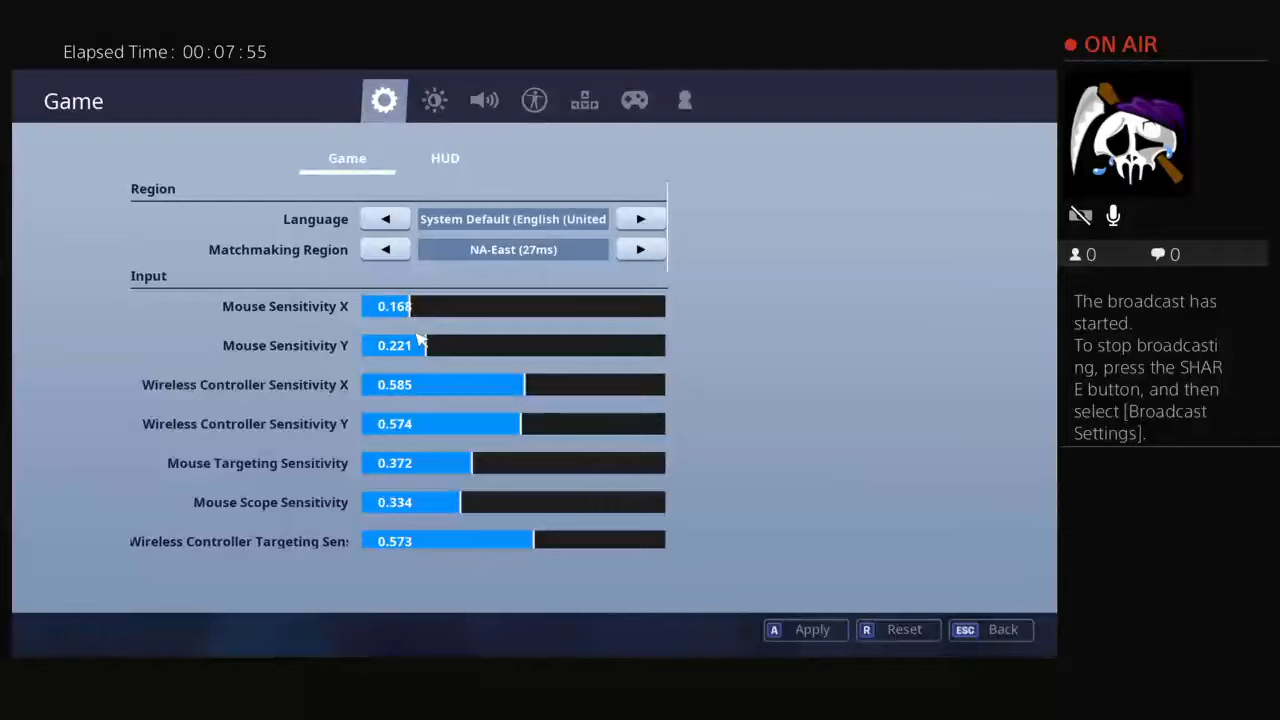 Elapsed Time: 00:07:55
ON AIR
Game
Game HUD
Region
Language System Default (English (United
Matchmaking Region NA-East (27ms)
Input
Mouse Sensitivity X 0.168
Mouse Sensitivity Y 0.221
Wireless Controller Sensitivity X 0.585
Wireless Controller Sensitivity Y 0.574
Mouse Targeting Sensitivity 0.372
Mouse Scope Sensitivity 0.334
Wireless Controller Targeting Sens 0.573
A Apply R Reset ESC Back
0 0
The broadcast has
started.
To stop broadcasti
ng, press the SHAR
E button, and then
select [Broadcast
Settings].